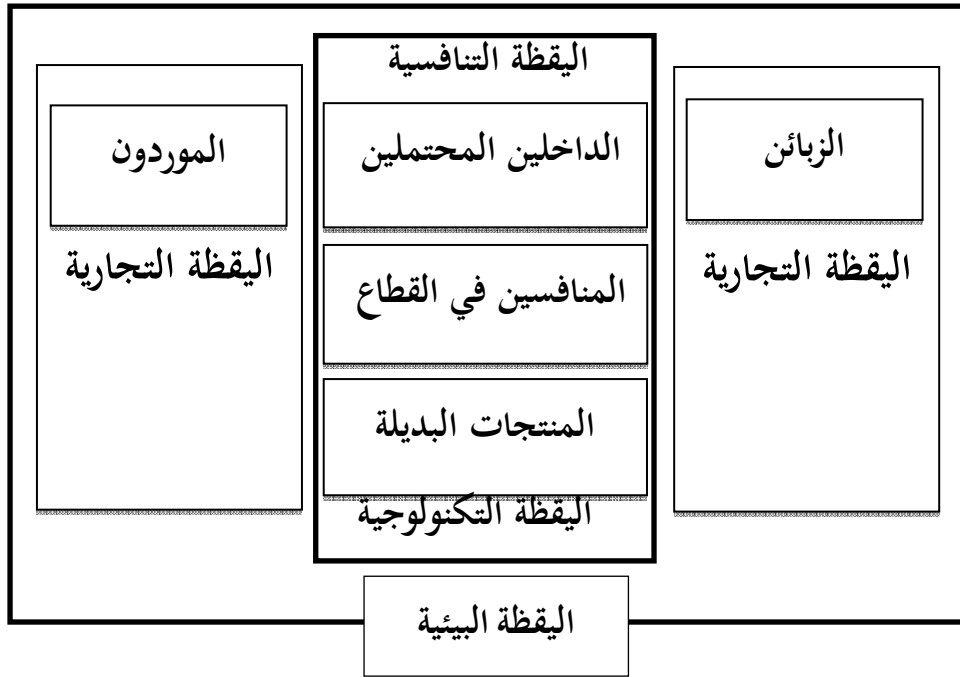 اليقظة التنافسية
الزبائن
اليقظة التجارية
الداخلين المحتملين
المنافسين في القطاع
المنتجات البديلة
اليقظة التكنولوجية
الموردون
اليقظة التجارية
اليقظة البيئية